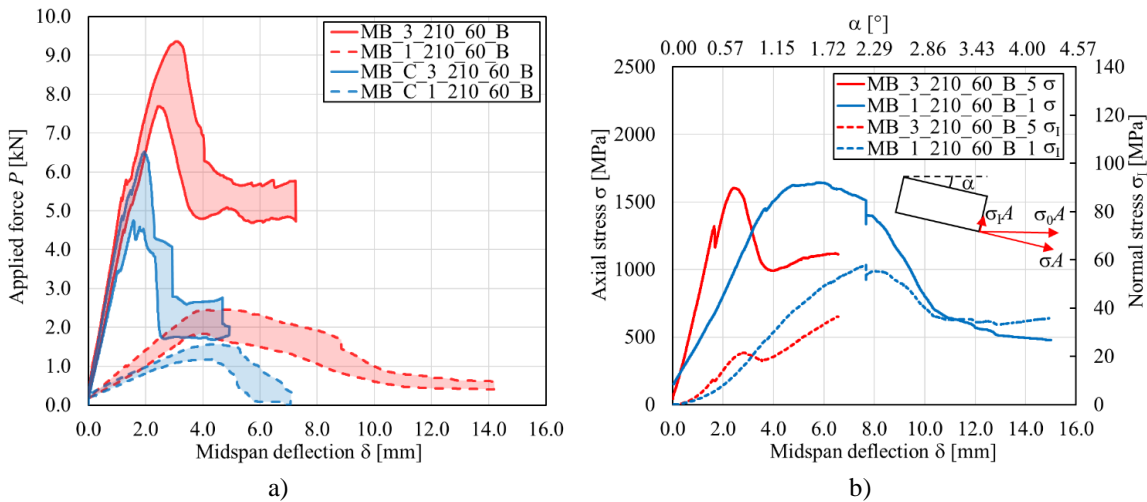 10.0
9.0
8.0
7.0
6.0
5.0
4.0
3.0
2.0
1.0
0.0
0.0 2.0 4.0 6.0 8.0 10.0 12.0 14.0 16.0
Applied force P [kN]
Midspan deflection δ [mm]
MB_3_210_60_B
MB_1_210_60_B
MB_C_3_210_60_B
MB_C_1_210_60_B
a)
α [°]
0.00 0.57 1.15 1.72 2.29 2.86 3.43 4.00 4.57
2500
2000
1500
1000
500
0
Axial stress σ [MPa]
MB_3_210_60_B_5 σ
MB_1_210_60_B_1 σ
MB_3_210_60_B_5 σ_I
MB_1_210_60_B_1 σ_I
α
σ_IA
σ_0A
σA
140
120
100
80
60
40
20
0
Normal stress σ_I [MPa]
0.0 2.0 4.0 6.0 8.0 10.0 12.0 14.0 16.0
Midspan deflection δ [mm]
b)